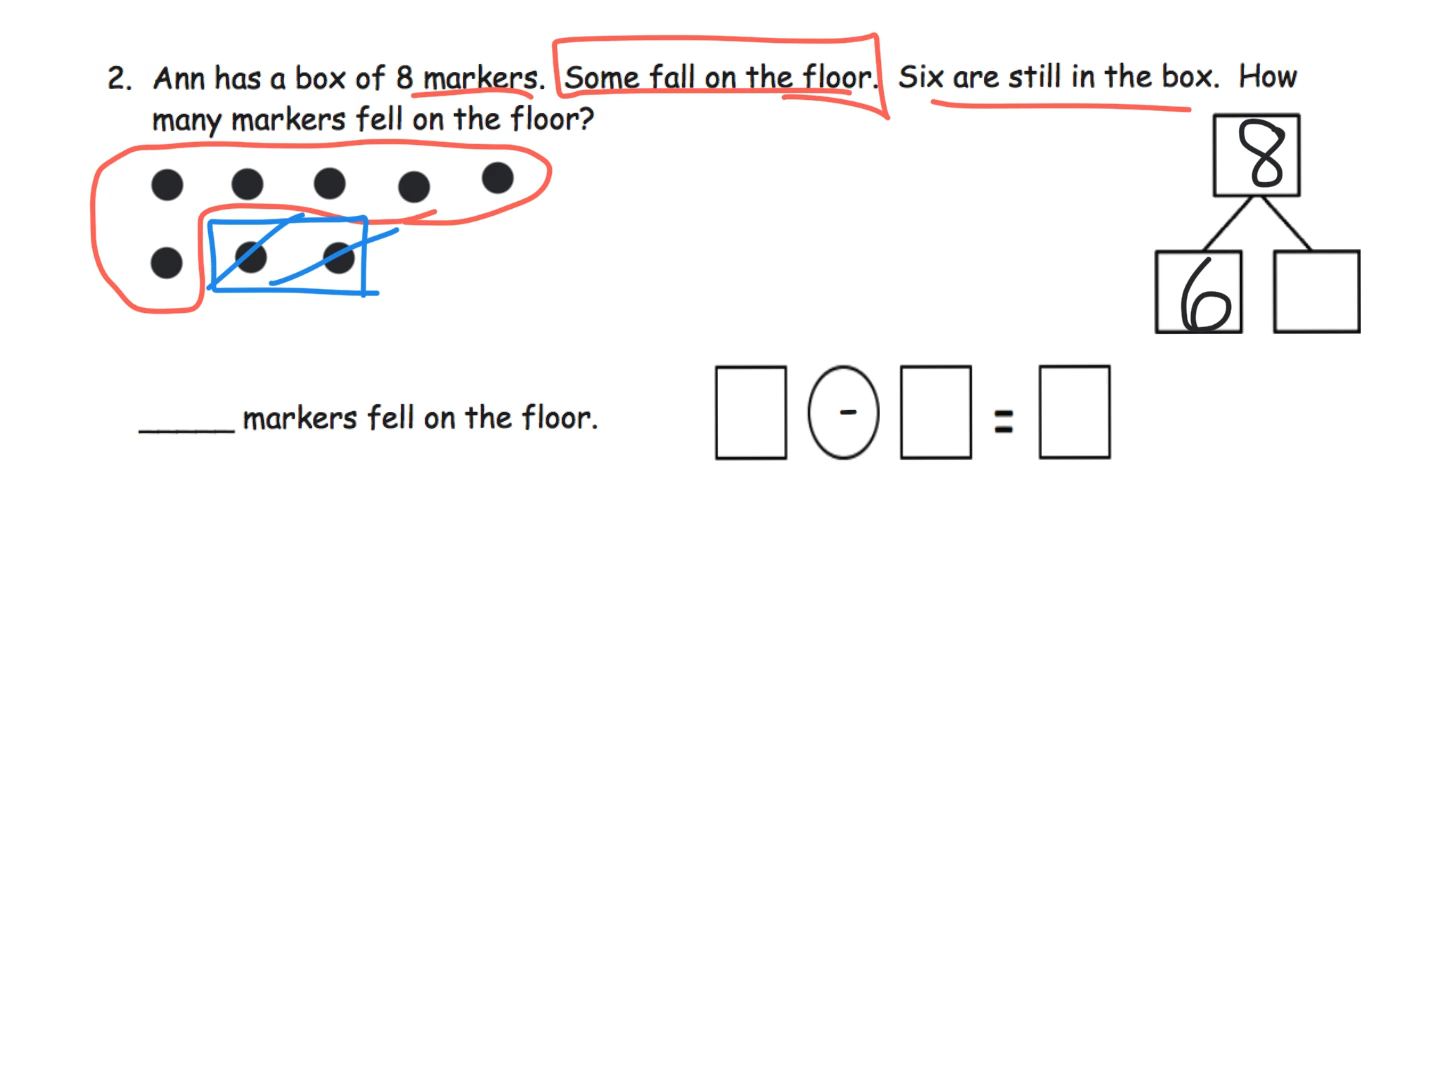 2. Ann has a box of 8 markers. Some fall on the floor. Six are still in the box. How
many markers fell on the floor?
8
6
_____ markers fell on the floor.
- =